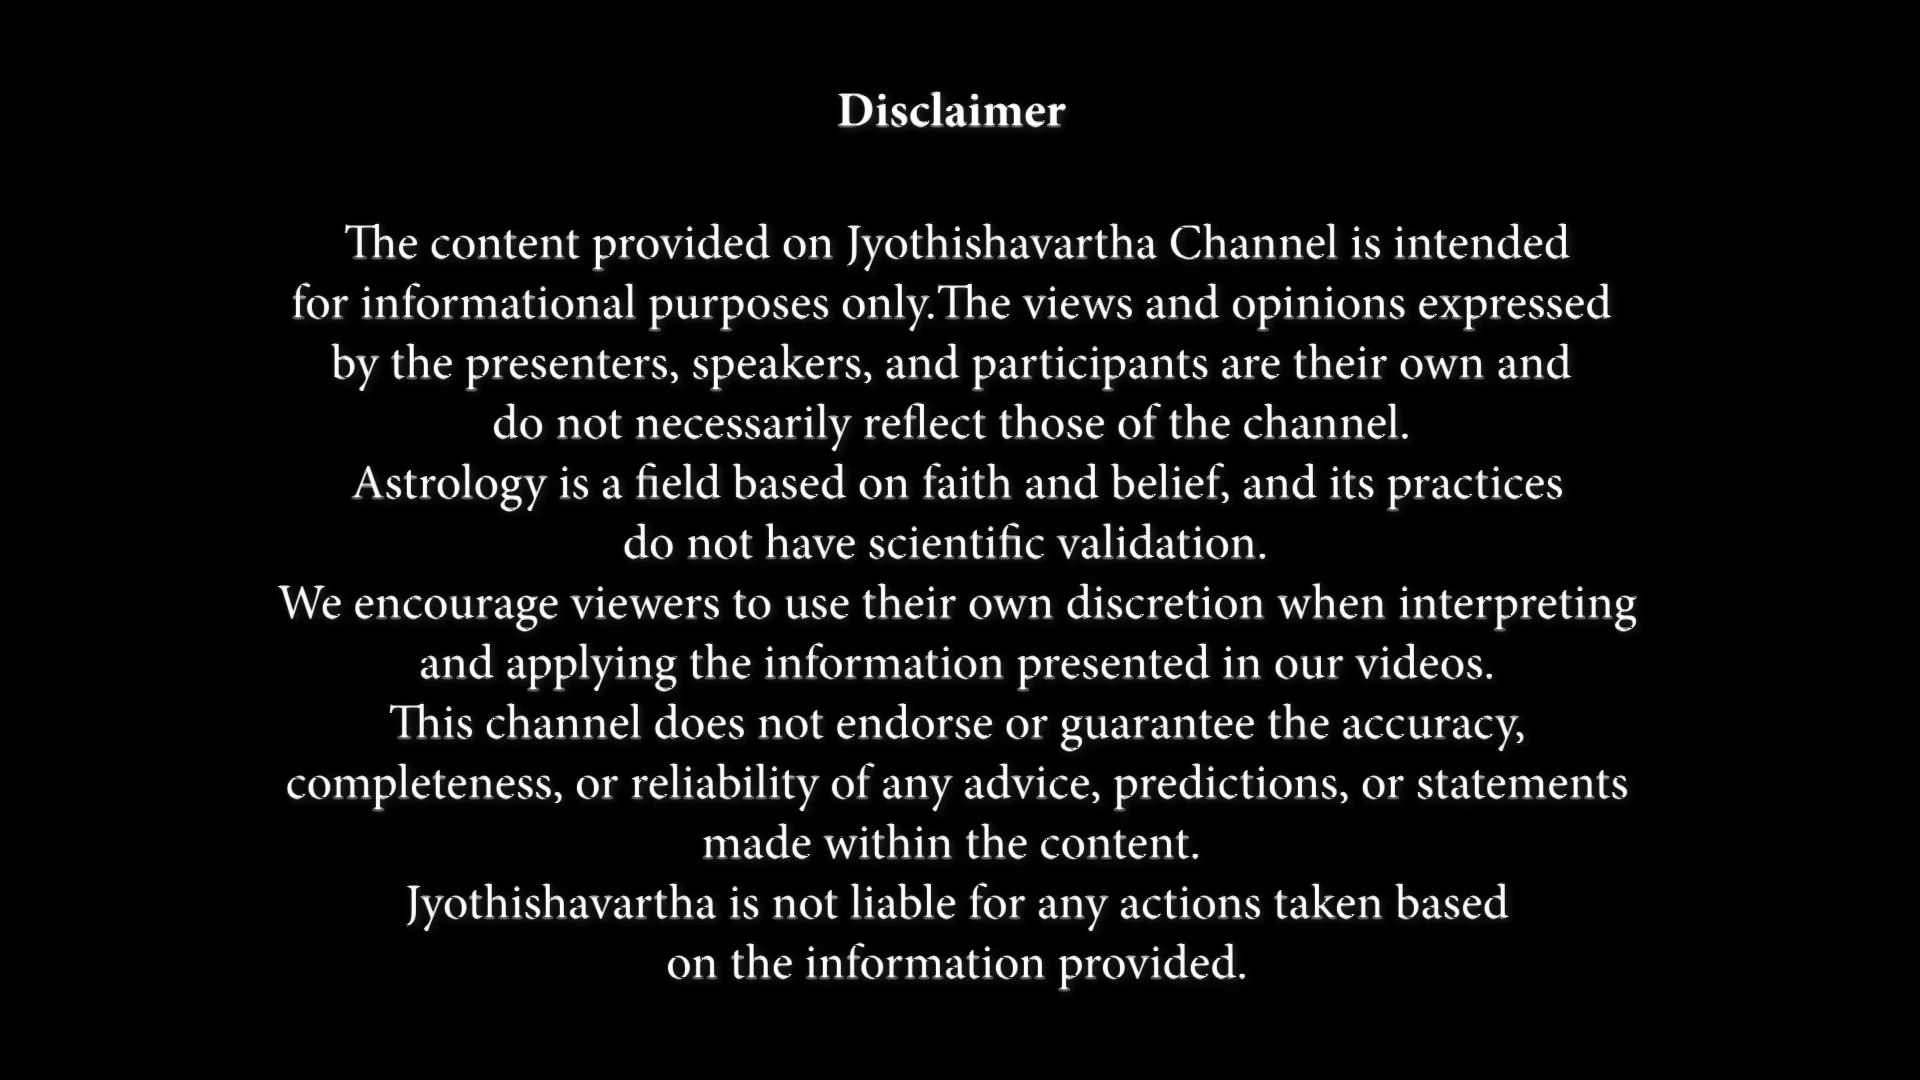 Disclaimer
The content provided on Jyothishavartha Channel is intended
for informational purposes only.The views and opinions expressed
by the presenters, speakers, and participants are their own and
do not necessarily reflect those of the channel.
Astrology is a field based on faith and belief, and its practices
do not have scientific validation.
We encourage viewers to use their own discretion when interpreting
and applying the information presented in our videos.
This channel does not endorse or guarantee the accuracy,
completeness, or reliability of any advice, predictions, or statements
made within the content.
Jyothishavartha is not liable for any actions taken based
on the information provided.